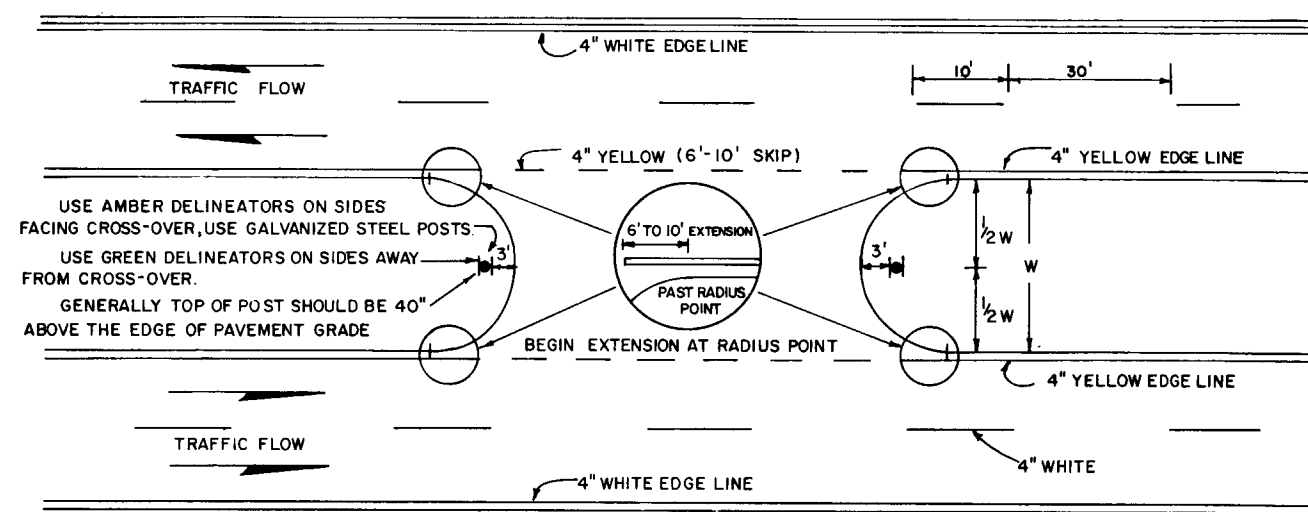 4" WHITE EDGE LINE
TRAFFIC FLOW
10'
30'
4" YELLOW (6'-10' SKIP)
4" YELLOW EDGE LINE
USE AMBER DELINEATORS ON SIDES
FACING CROSS-OVER, USE GALVANIZED STEEL POSTS.
USE GREEN DELINEATORS ON SIDES AWAY
FROM CROSS-OVER.
GENERALLY TOP OF POST SHOULD BE 40"
ABOVE THE EDGE OF PAVEMENT GRADE
3'
6' TO 10' EXTENSION
PAST RADIUS
POINT
3'
1/2 W
W
1/2 W
BEGIN EXTENSION AT RADIUS POINT
4" YELLOW EDGE LINE
TRAFFIC FLOW
4" WHITE
4" WHITE EDGE LINE